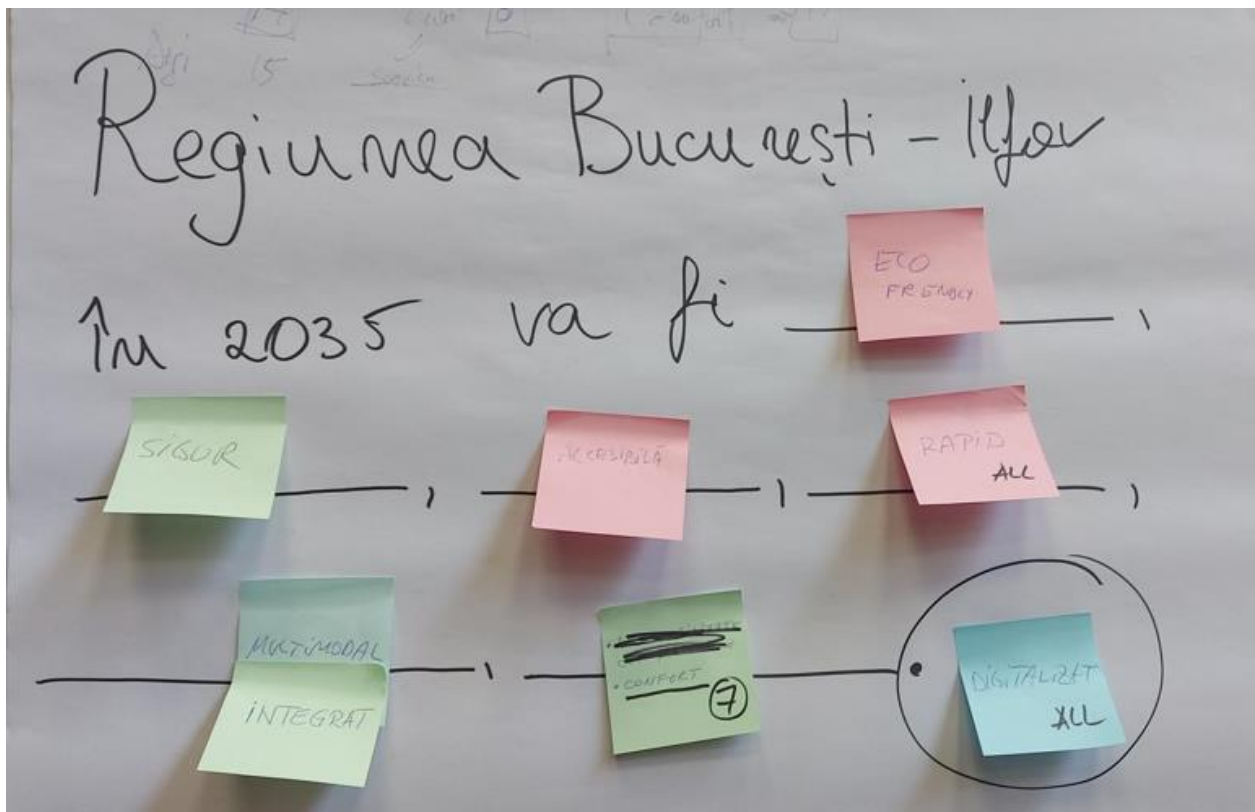 15
Regiunea București - Ilfov
în 2035 va fi ECO FRIENDLY ,
SIGUR , ACCESIBILĂ , RAPID ALL ,
MULTIMODAL
INTEGRAT ,
• CONFORT
7
DIGITALIZAT
ALL